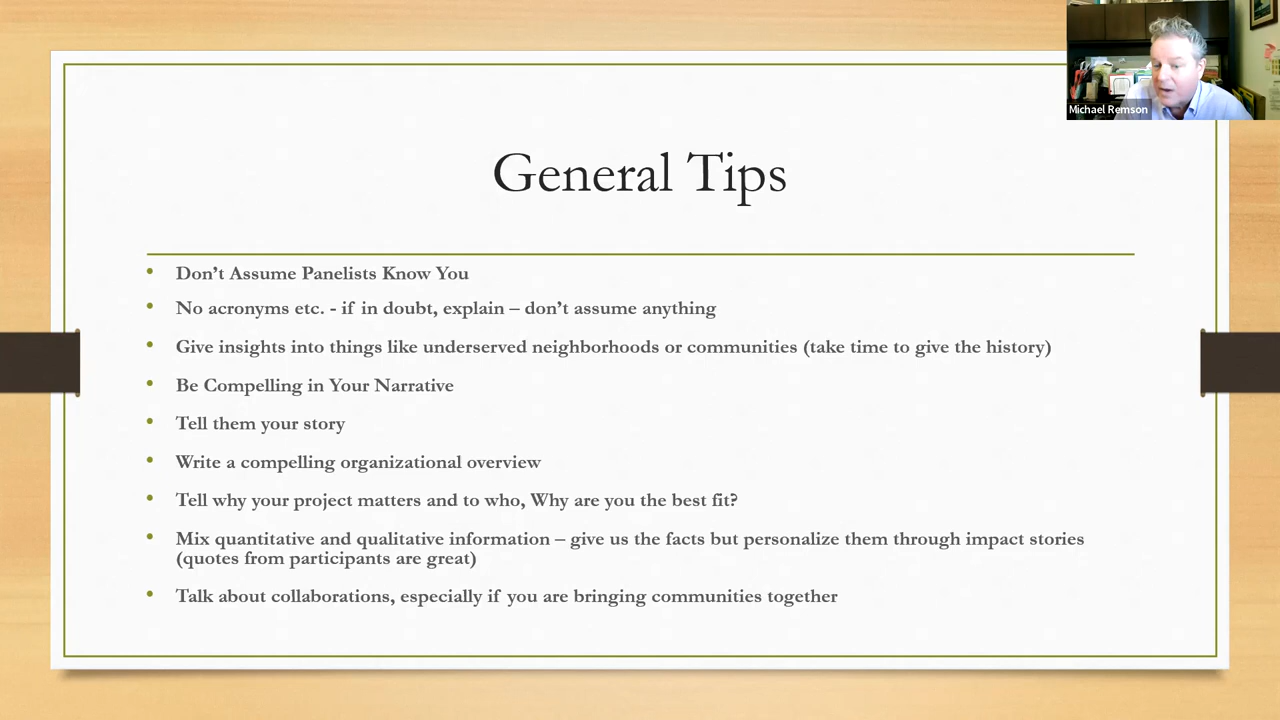 Michael Remson
General Tips
• Don’t Assume Panelists Know You
• No acronyms etc. - if in doubt, explain – don’t assume anything
• Give insights into things like underserved neighborhoods or communities (take time to give the history)
• Be Compelling in Your Narrative
• Tell them your story
• Write a compelling organizational overview
• Tell why your project matters and to who, Why are you the best fit?
• Mix quantitative and qualitative information – give us the facts but personalize them through impact stories
(quotes from participants are great)
• Talk about collaborations, especially if you are bringing communities together